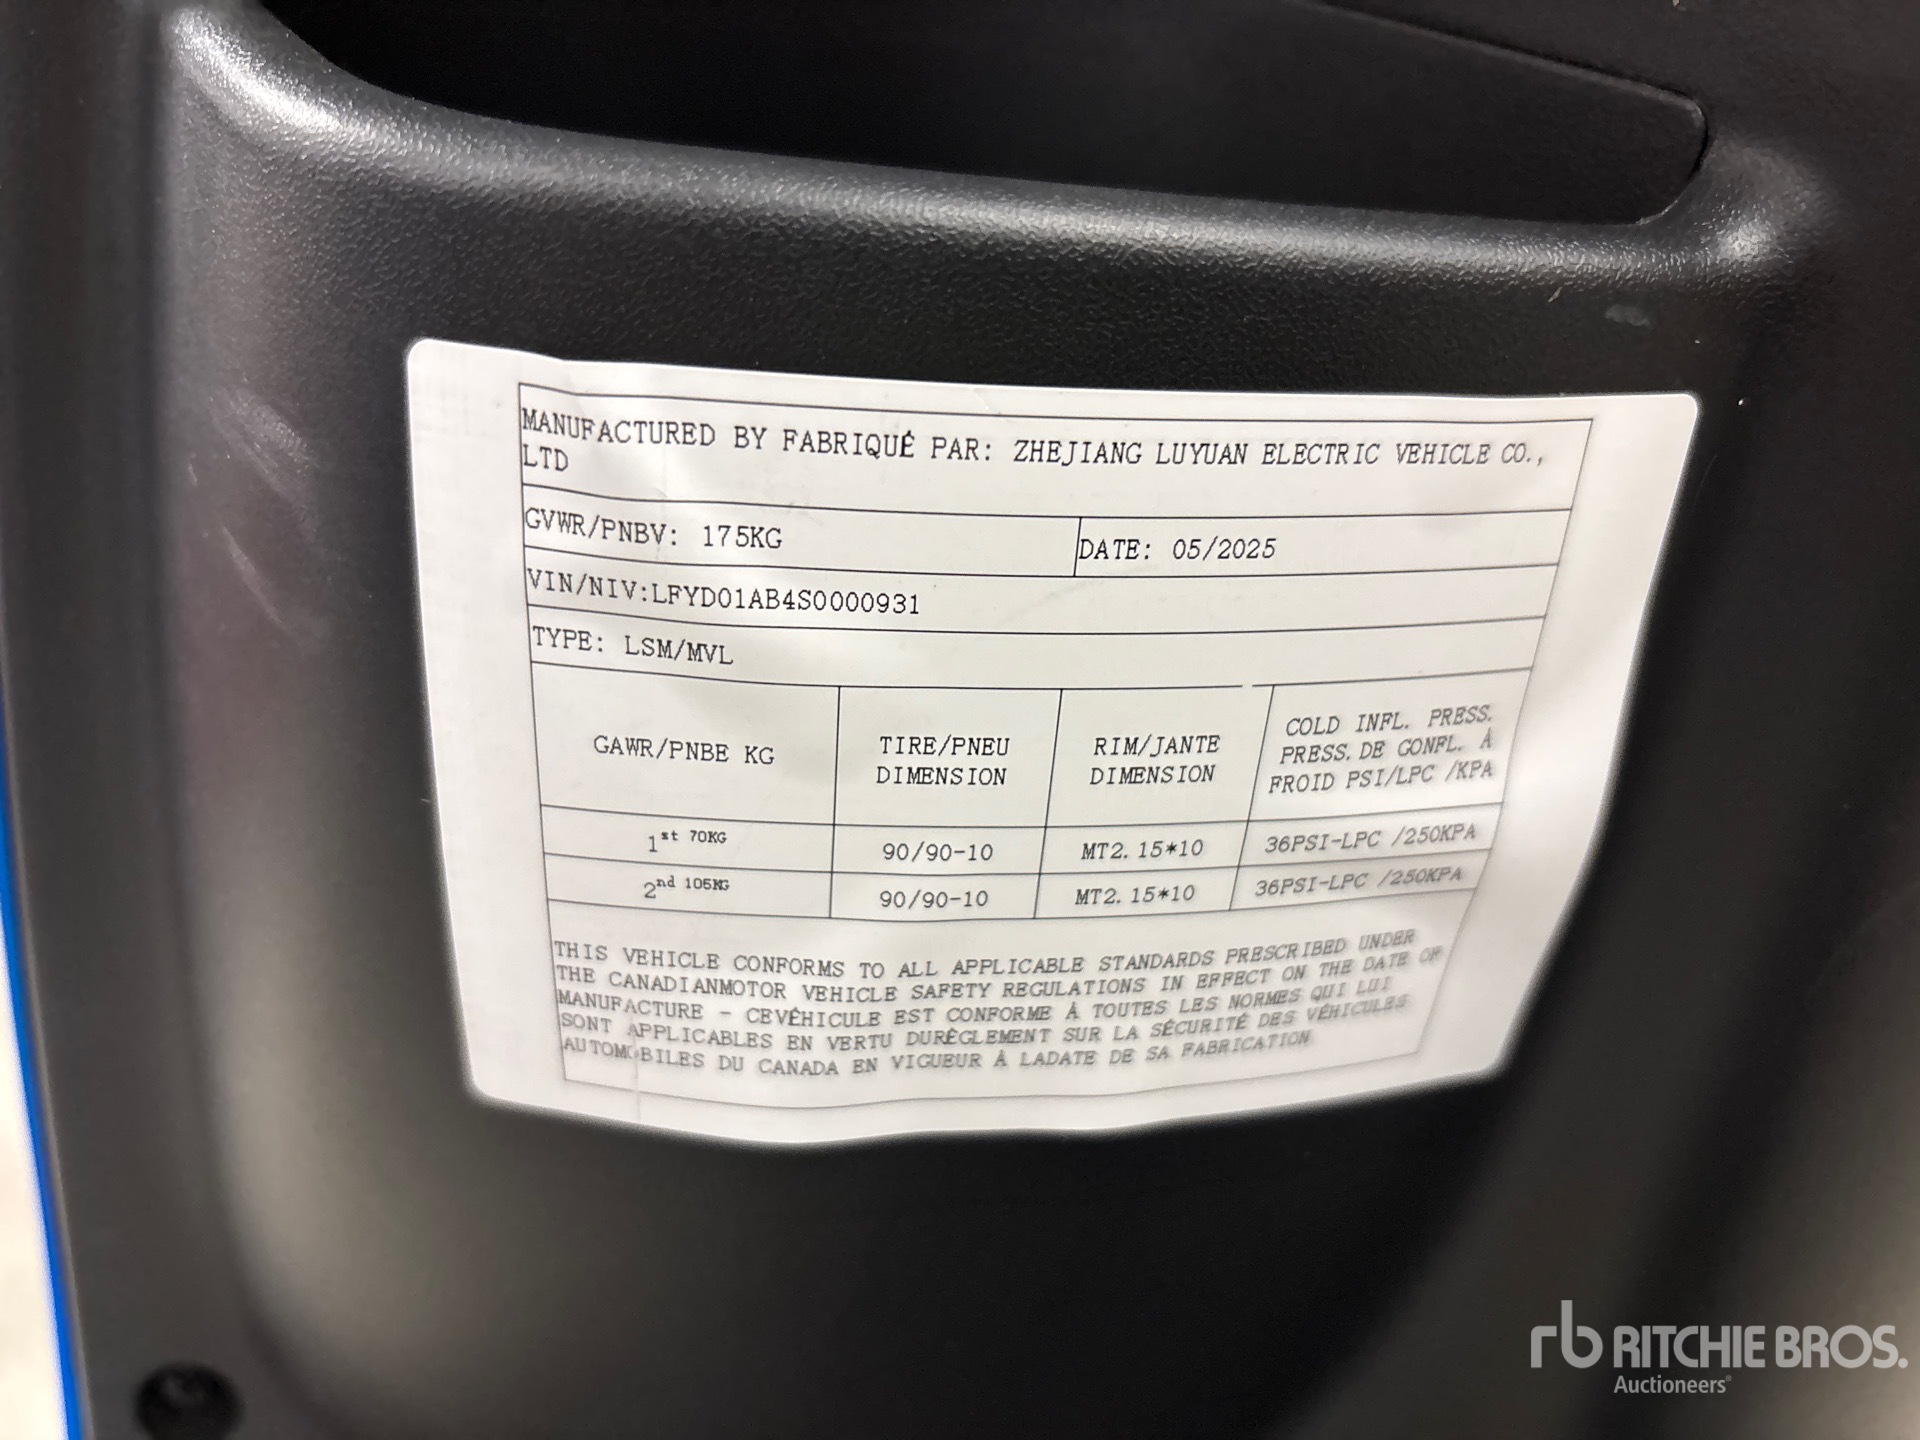 MANUFACTURED BY FABRIQUÉ PAR: ZHEJIANG LUYUAN ELECTRIC VEHICLE CO.,
LTD
GVWR/PNBV: 175KG
DATE: 05/2025
VIN/NIV:LFYD01AB4S0000931
TYPE: LSM/MVL
GAWR/PNBE KG
TIRE/PNEU
DIMENSION
RIM/JANTE
DIMENSION
COLD INFL. PRESS.
PRESS.DE GONFL. À
FROID PSI/LPC /KPA
1st 70KG
90/90-10
MT2.15*10
36PSI-LPC /250KPA
2nd 105KG
90/90-10
MT2.15*10
36PSI-LPC /250KPA
THIS VEHICLE CONFORMS TO ALL APPLICABLE STANDARDS PRESCRIBED UNDER
THE CANADIANMOTOR VEHICLE SAFETY REGULATIONS IN EFFECT ON THE DATE OF
MANUFACTURE - CEVÉHICULE EST CONFORME À TOUTES LES NORMES QUI LUI
SONT APPLICABLES EN VERTU DURÈGLEMENT SUR LA SÉCURITÉ DES VÉHICULES
AUTOMOBILES DU CANADA EN VIGUEUR À LADATE DE SA FABRICATION
rb RITCHIE BROS.
Auctioneers®